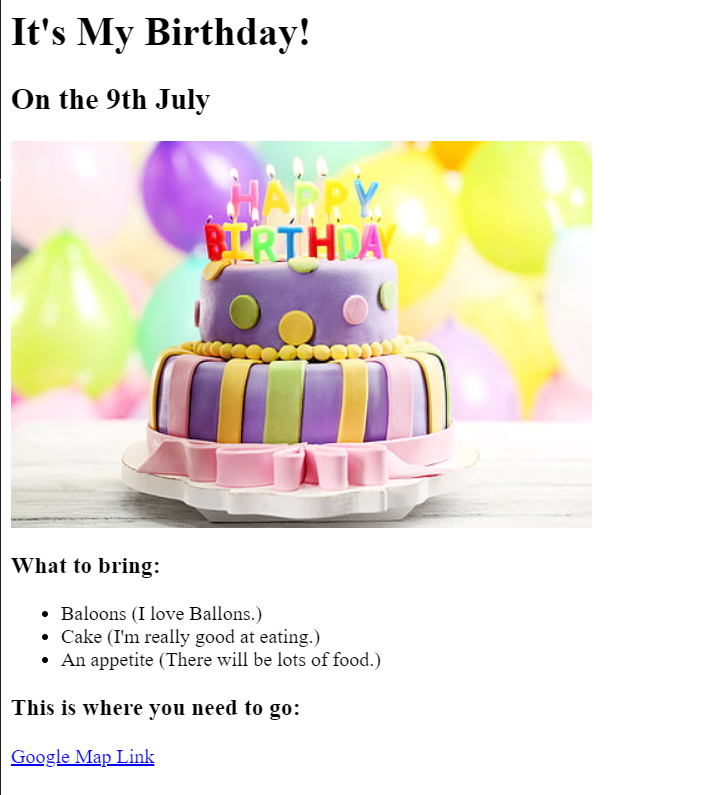 It's My Birthday!
On the 9th July
HAPPY
BIRTHDAY
What to bring:
Baloons (I love Ballons.)
Cake (I'm really good at eating.)
An appetite (There will be lots of food.)
This is where you need to go:
Google Map Link